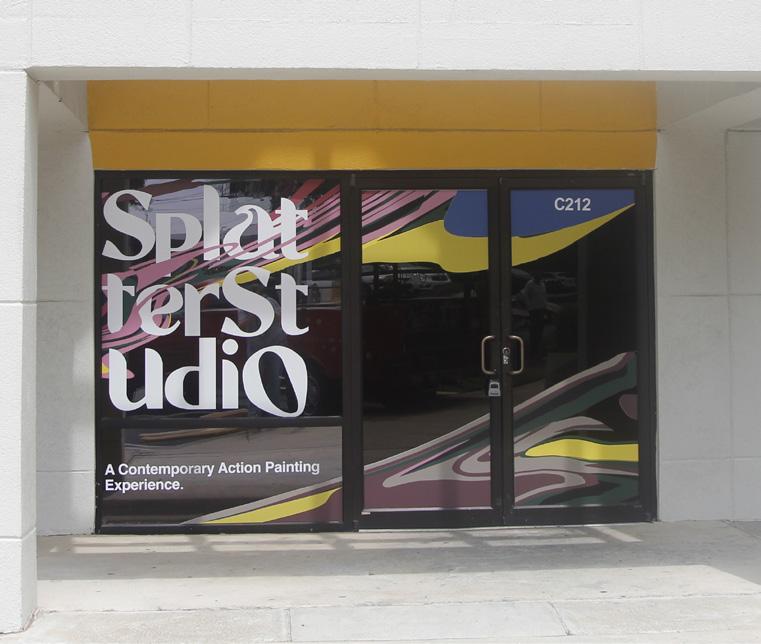 Splat
terSt
udiO
A Contemporary Action Painting
Experience.
C212